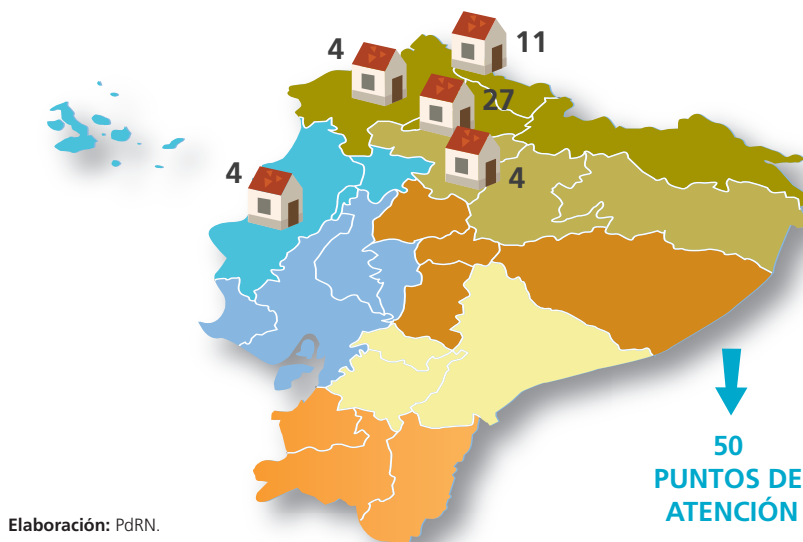 11
4
27
4
4
50
PUNTOS DE
ATENCIÓN
Elaboración: PdRN.